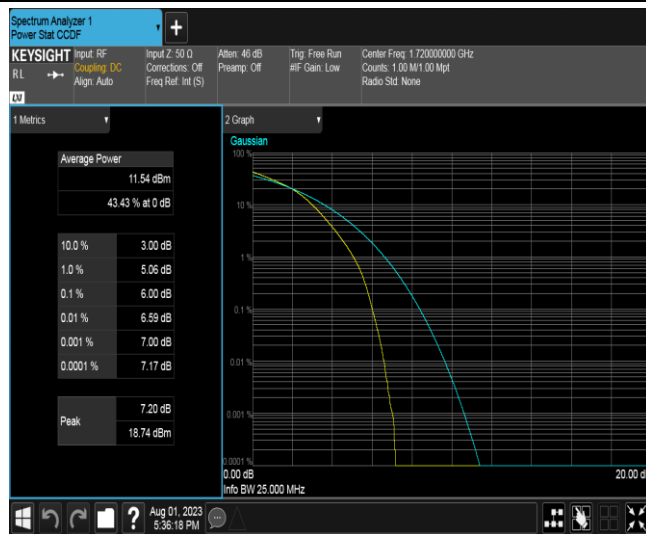 Spectrum Analyzer 1
Power Stat CCDF
+
KEYSIGHT
RL
Input: RF
Coupling: DC
Align: Auto
Input Z: 50 Ω
Corrections: Off
Freq Ref: Int (S)
Atten: 46 dB
Preamp: Off
Trig: Free Run
#IF Gain: Low
Center Freq: 1.720000000 GHz
Counts: 1.00 M/1.00 Mpt
Radio Std: None
1 Metrics
Average Power
11.54 dBm
43.43 % at 0 dB
10.0 % 3.00 dB
1.0 % 5.06 dB
0.1 % 6.00 dB
0.01 % 6.59 dB
0.001 % 7.00 dB
0.0001 % 7.17 dB
Peak
7.20 dB
18.74 dBm
2 Graph
Gaussian
100 %
10 %
1 %
0.1 %
0.01 %
0.001 %
0.0001 %
0.00 dB
20.00 d
Info BW 25.000 MHz
?
Aug 01, 2023
5:36:18 PM